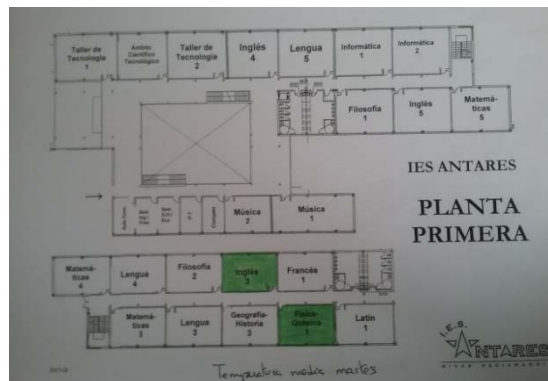 Taller de
Tecnología
1
Ámbito
Científico
Tecnológico
Taller de
Tecnología
2
Inglés
4
Lengua
5
Informática
1
Informática
2
Filosofía
1
Inglés
5
Matemá-
ticas
5
IES ANTARES
PLANTA
PRIMERA
Música
2
Música
1
Matemá-
ticas
4
Lengua
4
Filosofía
2
Inglés
3
Francés
1
Matemá-
ticas
3
Lengua
3
Geografía-
Historia
3
Física-
Química
1
Latín
1
I.E.S.
ANTARES
RIVAS VACIAMADRID
Temperatura media martes